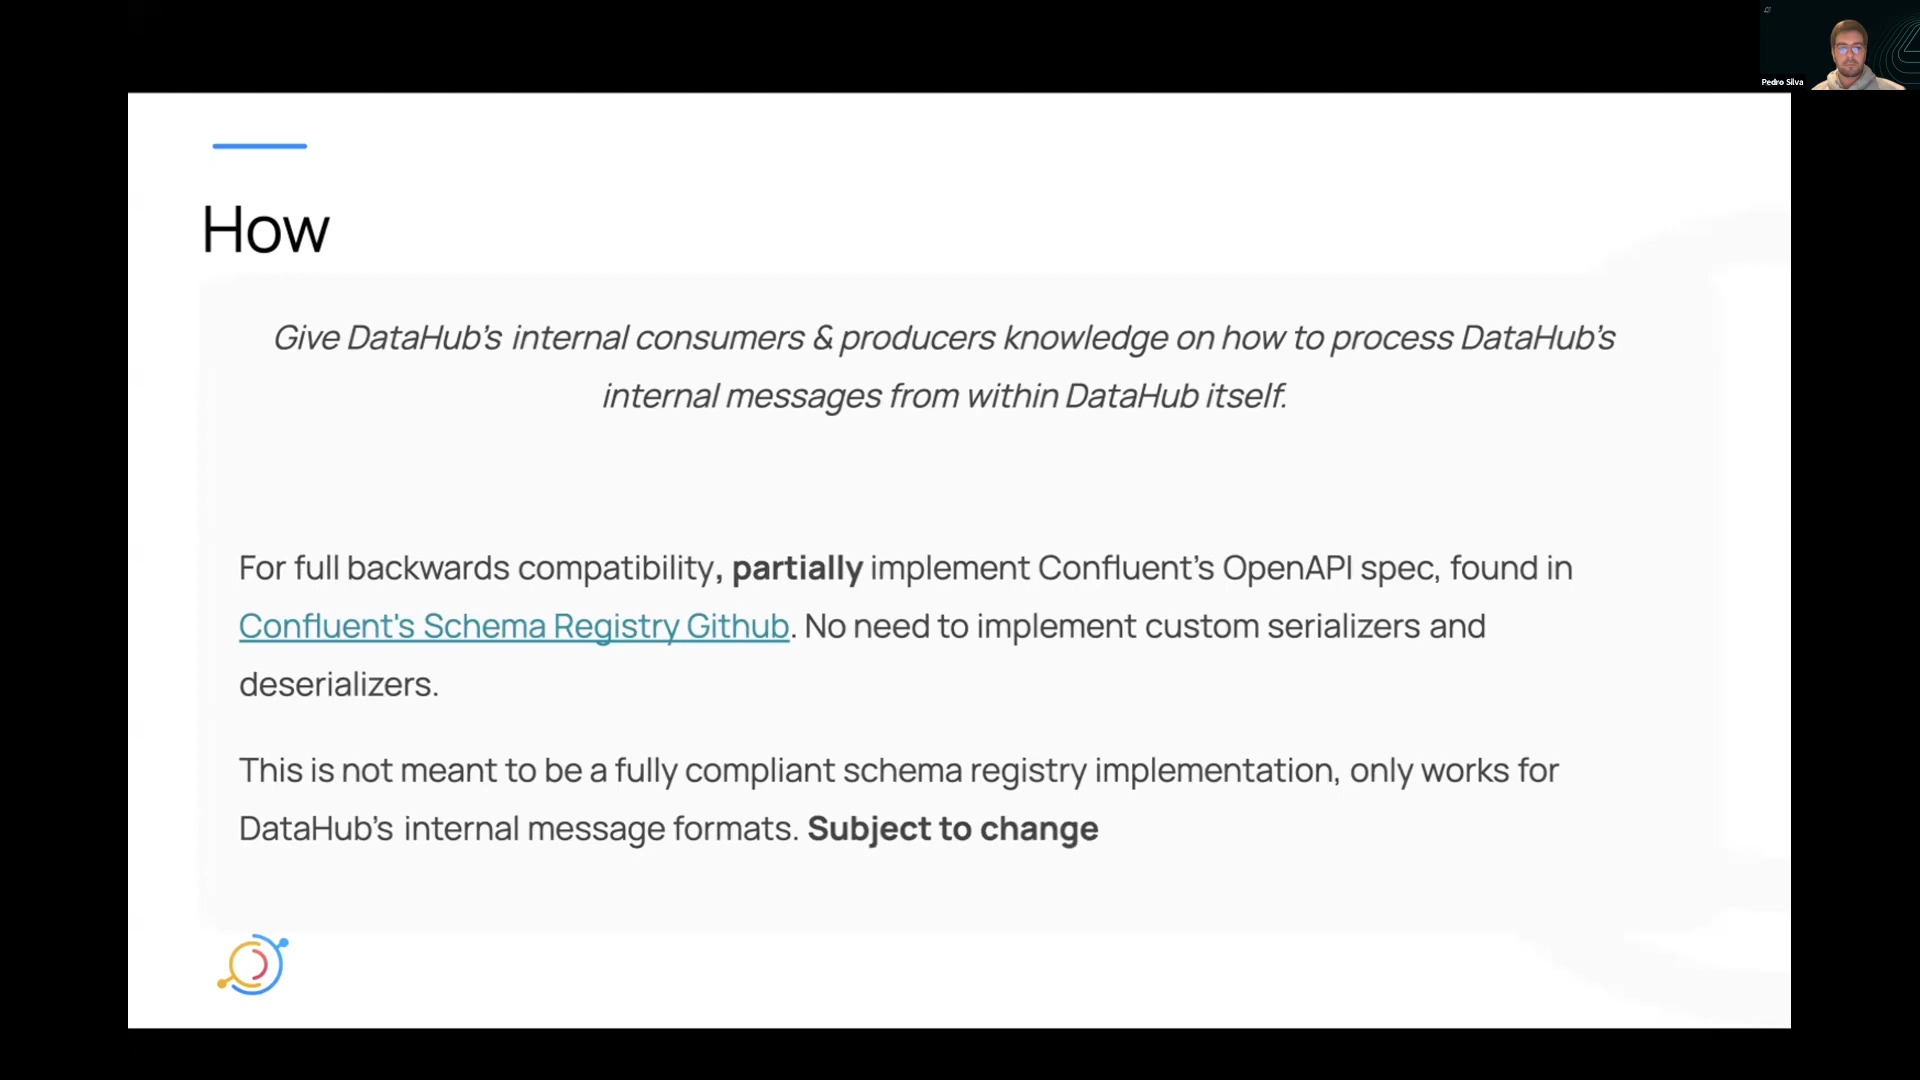 Pedro Silva
How
Give DataHub's internal consumers & producers knowledge on how to process DataHub's
internal messages from within DataHub itself.
For full backwards compatibility, partially implement Confluent's OpenAPI spec, found in
Confluent's Schema Registry Github. No need to implement custom serializers and
deserializers.
This is not meant to be a fully compliant schema registry implementation, only works for
DataHub's internal message formats. Subject to change